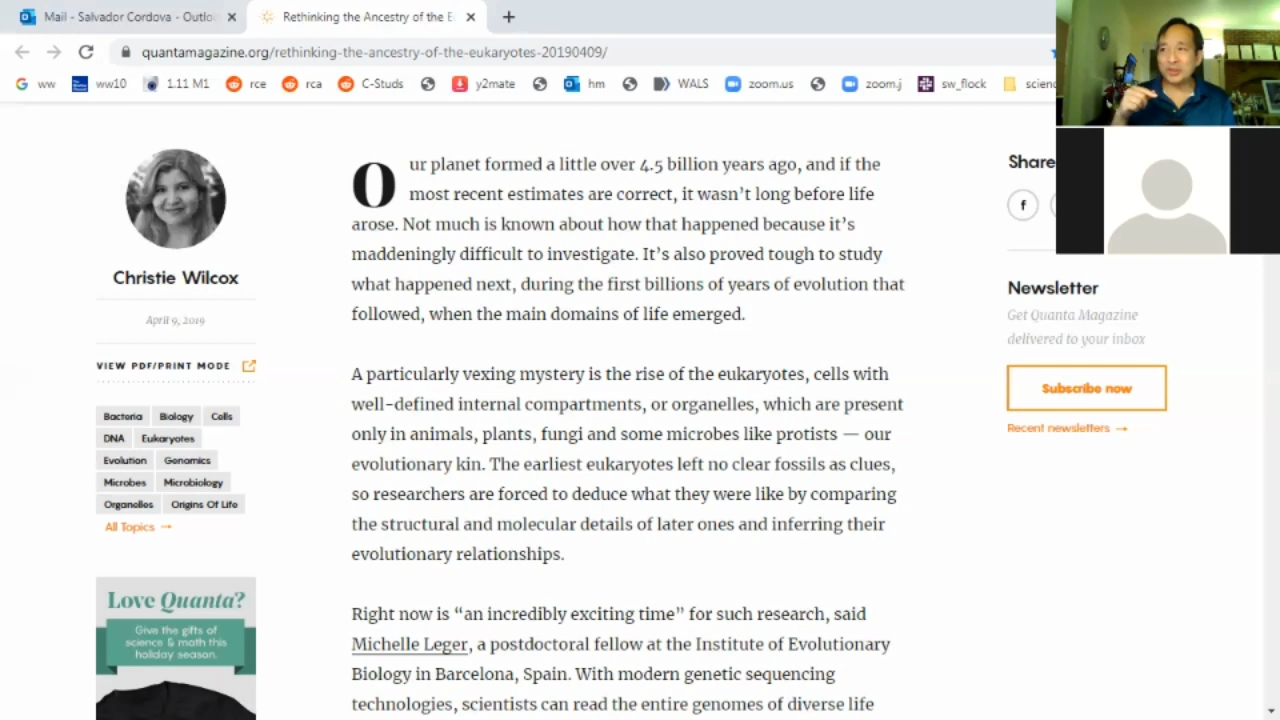 Mail - Salvador Cordova - Outlo
Rethinking the Ancestry of the E
quantamagazine.org/rethinking-the-ancestry-of-the-eukaryotes-20190409/
ww
ww10
1.11 M1
rce
rca
C-Studs
y2mate
hm
WALS
zoom.us
zoom.j
sw_flock
scienc
Christie Wilcox
April 9, 2019
VIEW PDF/PRINT MODE
Bacteria Biology Cells
DNA Eukaryotes
Evolution Genomics
Microbes Microbiology
Organelles Origins Of Life
All Topics →
Love Quanta?
Give the gifts of
science & math this
holiday season.
Our planet formed a little over 4.5 billion years ago, and if the
most recent estimates are correct, it wasn’t long before life
arose. Not much is known about how that happened because it’s
maddeningly difficult to investigate. It’s also proved tough to study
what happened next, during the first billions of years of evolution that
followed, when the main domains of life emerged.
A particularly vexing mystery is the rise of the eukaryotes, cells with
well-defined internal compartments, or organelles, which are present
only in animals, plants, fungi and some microbes like protists — our
evolutionary kin. The earliest eukaryotes left no clear fossils as clues,
so researchers are forced to deduce what they were like by comparing
the structural and molecular details of later ones and inferring their
evolutionary relationships.
Right now is “an incredibly exciting time” for such research, said
Michelle Leger, a postdoctoral fellow at the Institute of Evolutionary
Biology in Barcelona, Spain. With modern genetic sequencing
technologies, scientists can read the entire genomes of diverse life
Share
Newsletter
Get Quanta Magazine
delivered to your inbox
Subscribe now
Recent newsletters →